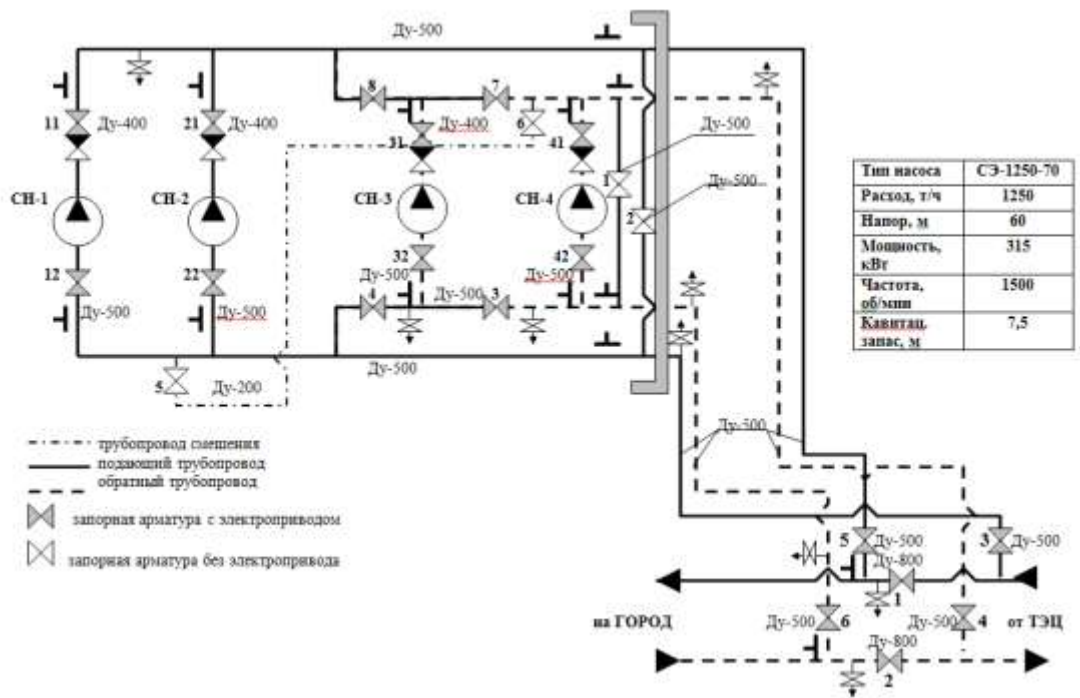 Ду-500
8
7
11
Ду-400
21
Ду-400
Ду-400
6
31
41
Ду-500
1
Ду-500
СН-1
СН-2
СН-3
СН-4
2
12
22
32
42
Ду-500
Ду-500
Ду-500
4
Ду-500
3
Ду-500
Ду-500
5
Ду-200
Тип насоса СЭ-1250-70
Расход, т/ч 1250
Напор, м 60
Мощность, кВт 315
Частота, об/мин 1500
Кавитац. запас, м 7,5
трубопровод смешения
подающий трубопровод
обратный трубопровод
запорная арматура с электроприводом
запорная арматура без электропривода
Ду-500
5
Ду-500
3
Ду-500
Ду-800
1
на ГОРОД
Ду-500
6
Ду-500
4
от ТЭЦ
Ду-800
2